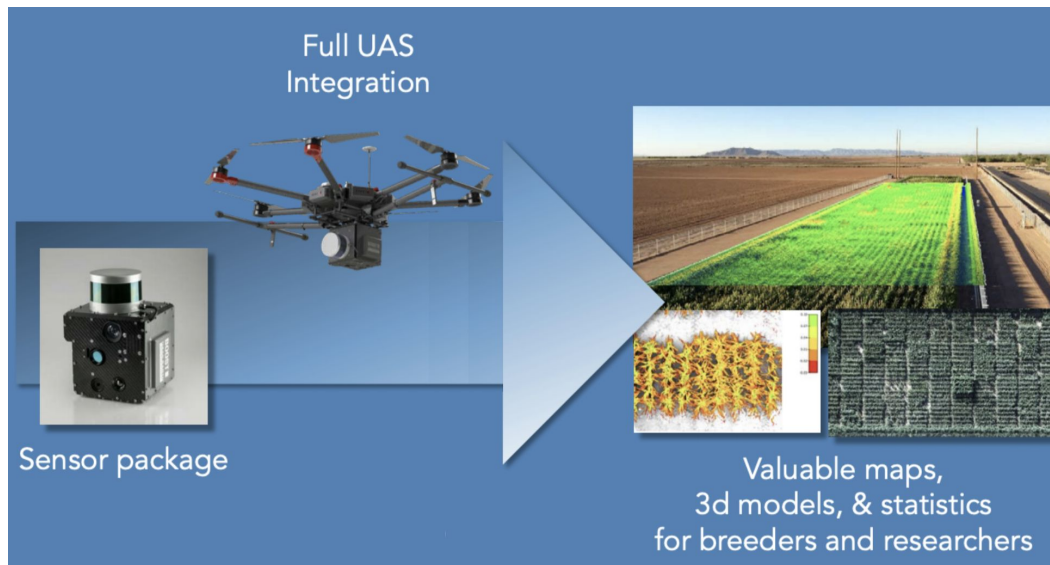 Full UAS
Integration
Sensor package
Valuable maps,
3d models, & statistics
for breeders and researchers